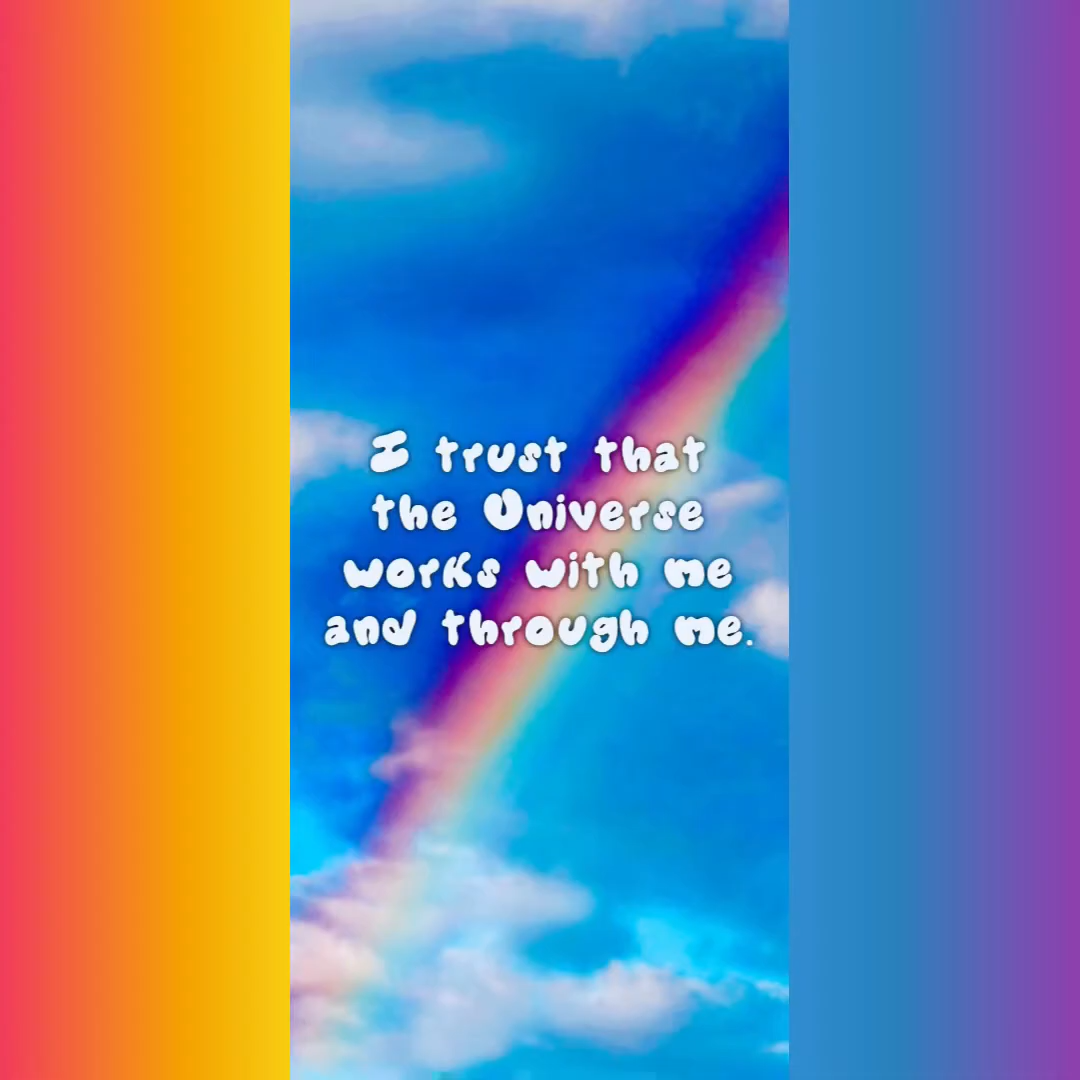 I trust that
the Universe
works with me
and through me.